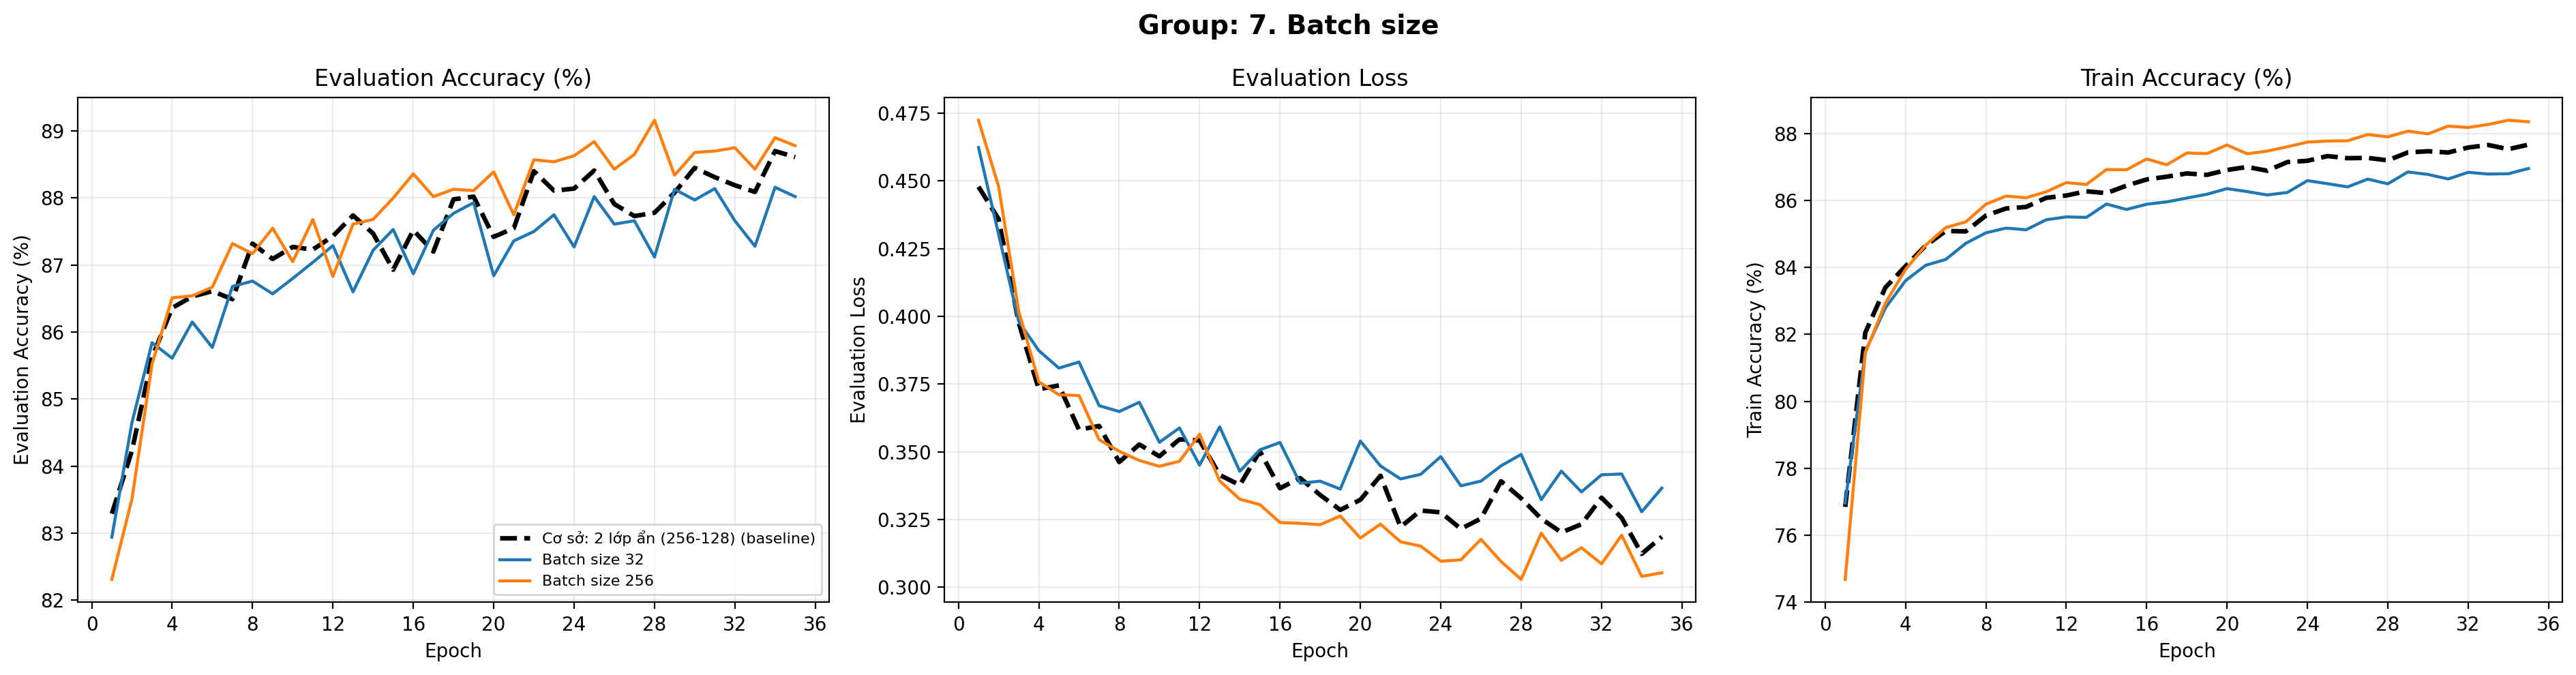 Group: 7. Batch size
Evaluation Accuracy (%)
Evaluation Accuracy (%)
89
88
87
86
85
84
83
82
0 4 8 12 16 20 24 28 32 36
Epoch
Cơ sở: 2 lớp ẩn (256-128) (baseline)
Batch size 32
Batch size 256
Evaluation Loss
Evaluation Loss
0.475
0.450
0.425
0.400
0.375
0.350
0.325
0.300
0 4 8 12 16 20 24 28 32 36
Epoch
Train Accuracy (%)
Train Accuracy (%)
88
86
84
82
80
78
76
74
0 4 8 12 16 20 24 28 32 36
Epoch